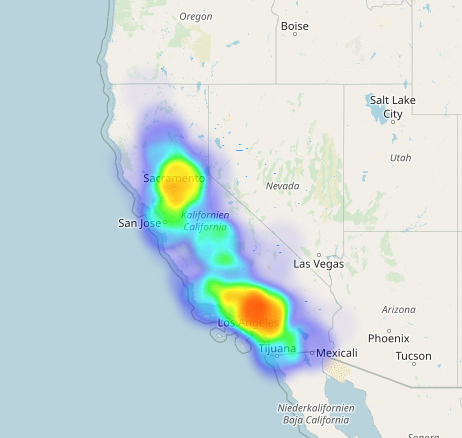 Oregon
Boise
Salt Lake
City
Utah
Sacramento
Nevada
San Jose
Kalifornien
California
Las Vegas
Arizona
Los Angeles
Phoenix
Tijuana
Mexicali
Tucson
Niederkalifornien
Baja California
Sonora